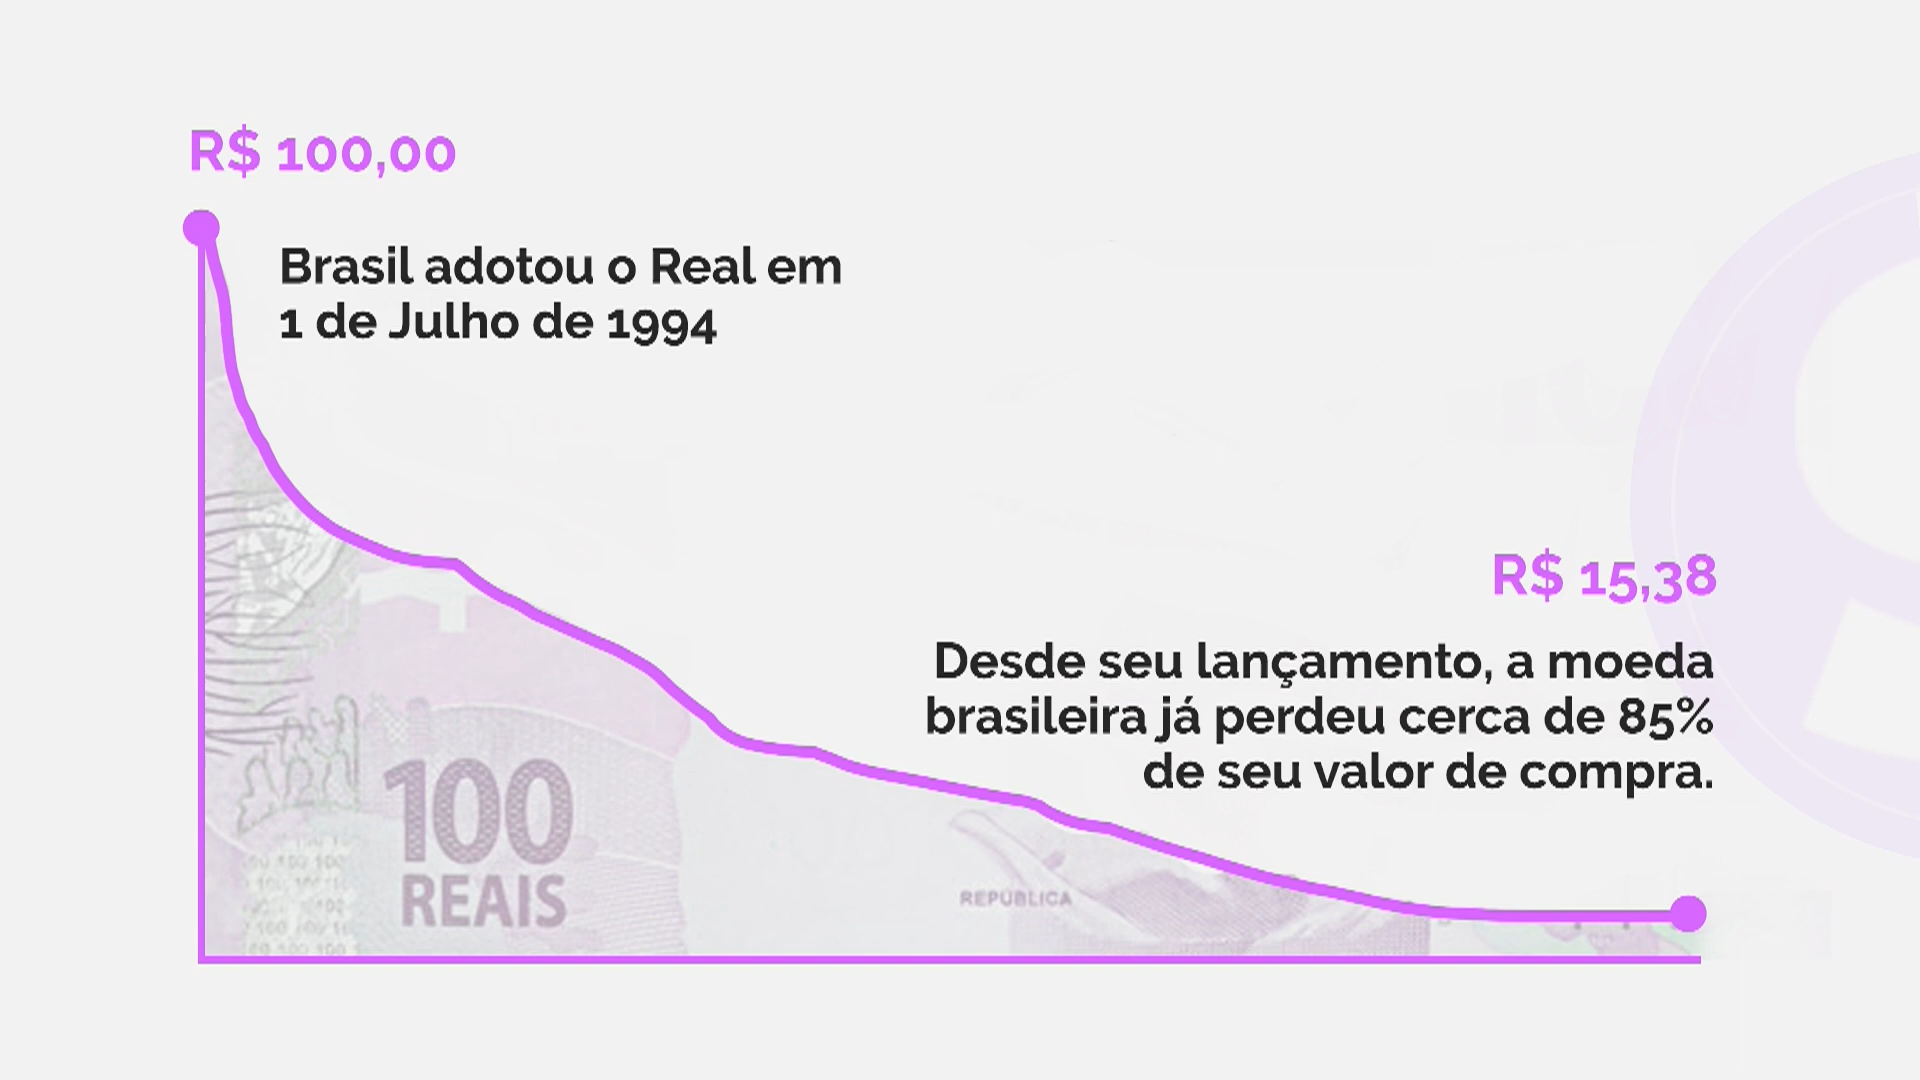 R$ 100,00
Brasil adotou o Real em
1 de Julho de 1994
R$ 15,38
Desde seu lançamento, a moeda
brasileira já perdeu cerca de 85%
de seu valor de compra.
100
REAIS
REPÚBLICA